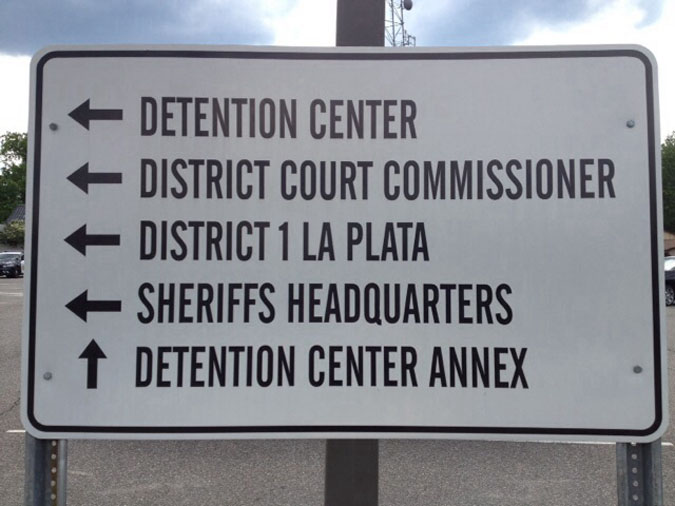 ← DETENTION CENTER
← DISTRICT COURT COMMISSIONER
← DISTRICT 1 LA PLATA
← SHERIFFS HEADQUARTERS
↑ DETENTION CENTER ANNEX